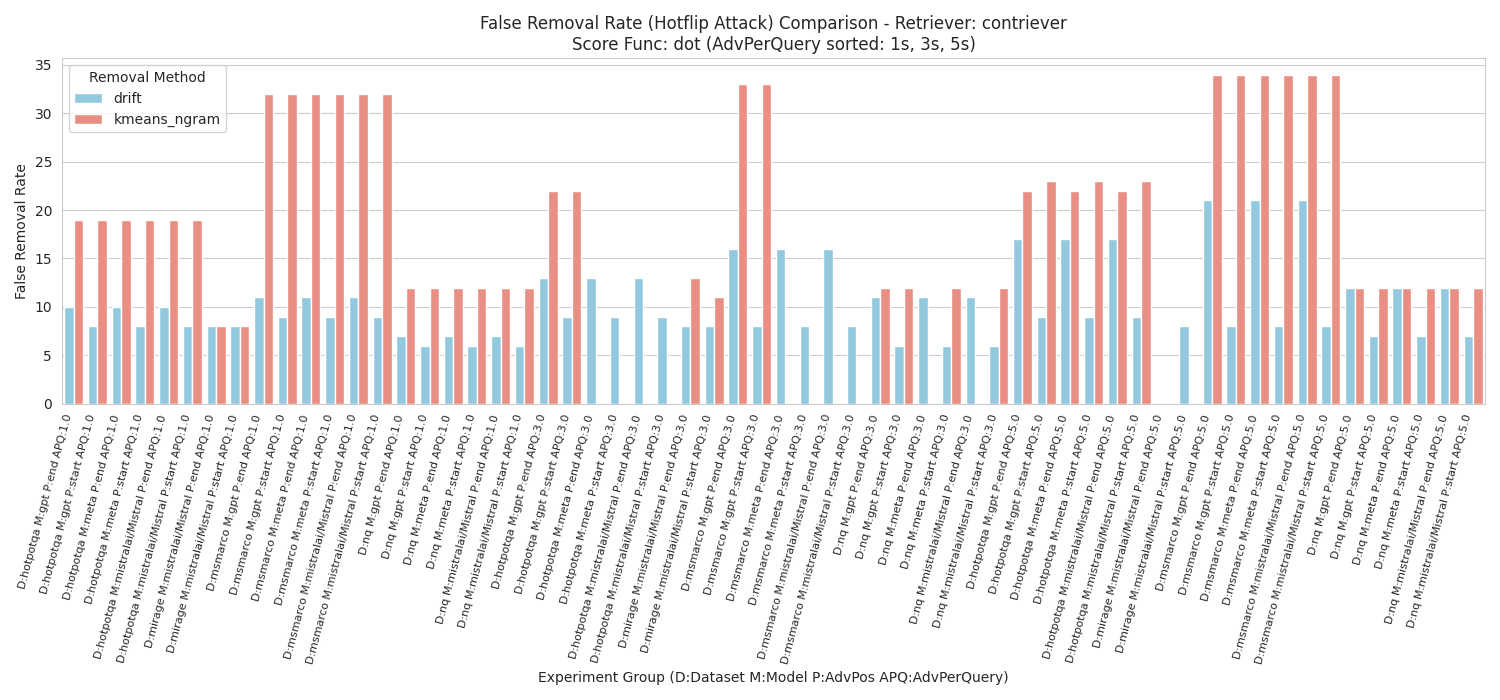 False Removal Rate (Hotflip Attack) Comparison - Retriever: contriever
Score Func: dot (AdvPerQuery sorted: 1s, 3s, 5s)
Removal Method
drift
kmeans_ngram
False Removal Rate
35
30
25
20
15
10
5
0
D:hotpotqa M:gpt P:end APQ:1.0
D:hotpotqa M:gpt P:start APQ:1.0
D:hotpotqa M:meta P:end APQ:1.0
D:hotpotqa M:meta P:start APQ:1.0
D:hotpotqa M:mistralai/Mistral P:end APQ:1.0
D:hotpotqa M:mistralai/Mistral P:start APQ:1.0
D:mirage M:mistralai/Mistral P:end APQ:1.0
D:mirage M:mistralai/Mistral P:start APQ:1.0
D:msmarco M:gpt P:end APQ:1.0
D:msmarco M:gpt P:start APQ:1.0
D:msmarco M:meta P:end APQ:1.0
D:msmarco M:meta P:start APQ:1.0
D:msmarco M:mistralai/Mistral P:end APQ:1.0
D:msmarco M:mistralai/Mistral P:start APQ:1.0
D:nq M:gpt P:end APQ:1.0
D:nq M:gpt P:start APQ:1.0
D:nq M:meta P:end APQ:1.0
D:nq M:meta P:start APQ:1.0
D:nq M:mistralai/Mistral P:end APQ:1.0
D:nq M:mistralai/Mistral P:start APQ:1.0
D:hotpotqa M:gpt P:end APQ:3.0
D:hotpotqa M:gpt P:start APQ:3.0
D:hotpotqa M:meta P:end APQ:3.0
D:hotpotqa M:meta P:start APQ:3.0
D:hotpotqa M:mistralai/Mistral P:end APQ:3.0
D:hotpotqa M:mistralai/Mistral P:start APQ:3.0
D:mirage M:mistralai/Mistral P:end APQ:3.0
D:mirage M:mistralai/Mistral P:start APQ:3.0
D:msmarco M:gpt P:end APQ:3.0
D:msmarco M:gpt P:start APQ:3.0
D:msmarco M:meta P:end APQ:3.0
D:msmarco M:meta P:start APQ:3.0
D:msmarco M:mistralai/Mistral P:end APQ:3.0
D:msmarco M:mistralai/Mistral P:start APQ:3.0
D:nq M:gpt P:end APQ:3.0
D:nq M:gpt P:start APQ:3.0
D:nq M:meta P:end APQ:3.0
D:nq M:meta P:start APQ:3.0
D:nq M:mistralai/Mistral P:end APQ:3.0
D:nq M:mistralai/Mistral P:start APQ:3.0
D:hotpotqa M:gpt P:end APQ:5.0
D:hotpotqa M:gpt P:start APQ:5.0
D:hotpotqa M:meta P:end APQ:5.0
D:hotpotqa M:meta P:start APQ:5.0
D:hotpotqa M:mistralai/Mistral P:end APQ:5.0
D:hotpotqa M:mistralai/Mistral P:start APQ:5.0
D:mirage M:mistralai/Mistral P:end APQ:5.0
D:mirage M:mistralai/Mistral P:start APQ:5.0
D:msmarco M:gpt P:end APQ:5.0
D:msmarco M:gpt P:start APQ:5.0
D:msmarco M:meta P:end APQ:5.0
D:msmarco M:meta P:start APQ:5.0
D:msmarco M:mistralai/Mistral P:end APQ:5.0
D:msmarco M:mistralai/Mistral P:start APQ:5.0
D:nq M:gpt P:end APQ:5.0
D:nq M:gpt P:start APQ:5.0
D:nq M:meta P:end APQ:5.0
D:nq M:meta P:start APQ:5.0
D:nq M:mistralai/Mistral P:end APQ:5.0
D:nq M:mistralai/Mistral P:start APQ:5.0
Experiment Group (D:Dataset M:Model P:AdvPos APQ:AdvPerQuery)